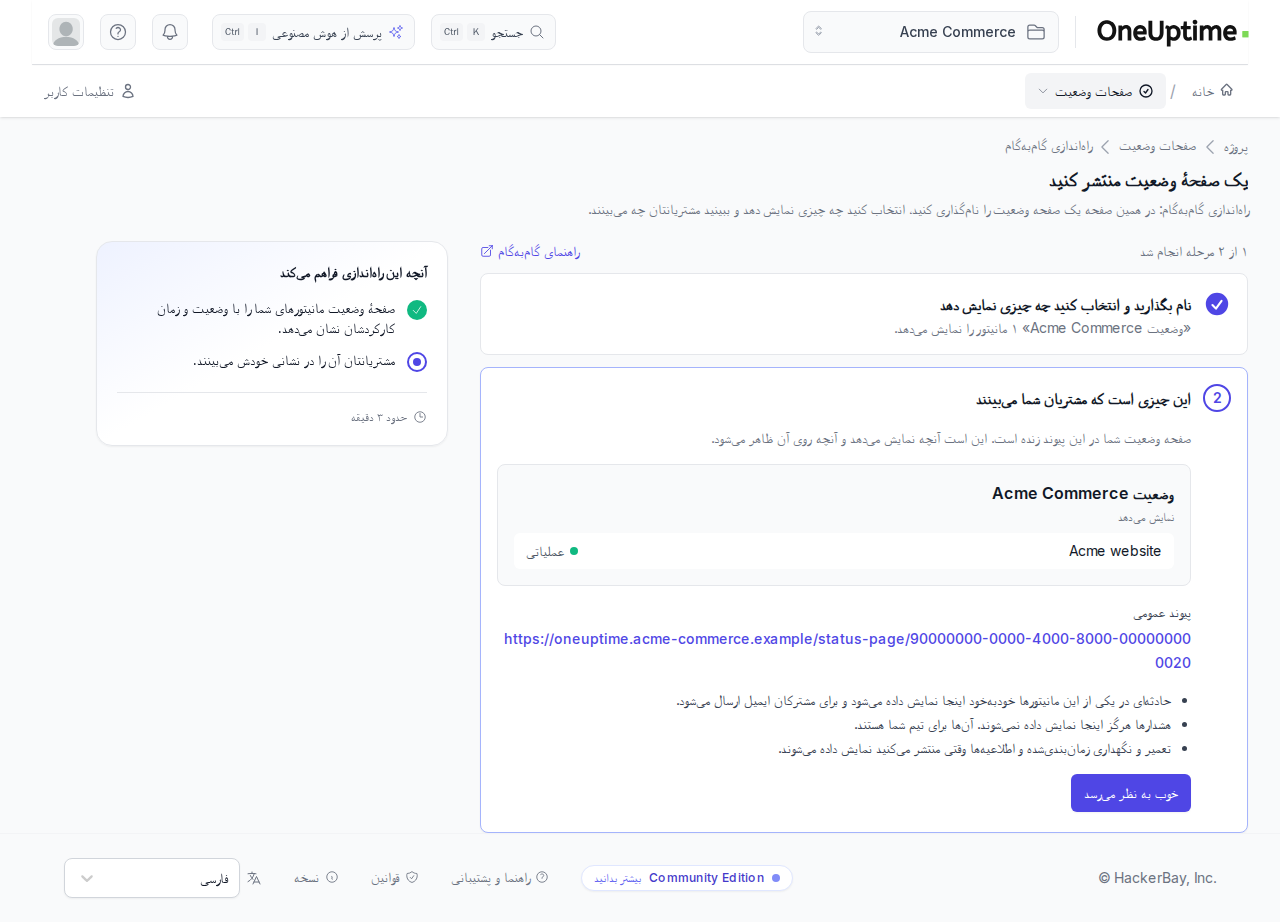 OneUptime
Acme Commerce
جستجو K Ctrl
پرسش از هوش مصنوعی I Ctrl
خانه / صفحات وضعیت
تنظیمات کاربر
پروژه > صفحات وضعیت > راه‌اندازی گام‌به‌گام
یک صفحهٔ وضعیت منتشر کنید
راه‌اندازی گام‌به‌گام: در همین صفحه یک صفحه وضعیت را نام‌گذاری کنید، انتخاب کنید چه چیزی نمایش دهد و ببینید مشتریانتان چه می‌بینند.
۱ از ۲ مرحله انجام شد
راهنمای گام‌به‌گام
نام بگذارید و انتخاب کنید چه چیزی نمایش دهد
«وضعیت Acme Commerce» ۱ مانیتور را نمایش می‌دهد.
2
این چیزی است که مشتریان شما می‌بینند
صفحه وضعیت شما در این پیوند زنده است. این است آنچه نمایش می‌دهد و آنچه روی آن ظاهر می‌شود.
وضعیت Acme Commerce
نمایش می‌دهد
Acme website
عملیاتی
پیوند عمومی
https://oneuptime.acme-commerce.example/status-page/90000000-0000-4000-8000-00000000
0020
حادثه‌ای در یکی از این مانیتورها خودبه‌خود اینجا نمایش داده می‌شود و برای مشترکان ایمیل ارسال می‌شود.
هشدارها هرگز اینجا نمایش داده نمی‌شوند. آن‌ها برای تیم شما هستند.
تعمیر و نگهداری زمان‌بندی‌شده و اطلاعیه‌ها وقتی منتشر می‌کنید نمایش داده می‌شوند.
خوب به نظر می‌رسد
آنچه این راه‌اندازی فراهم می‌کند
صفحهٔ وضعیت مانیتورهای شما را با وضعیت و زمان
کارکردشان نشان می‌دهد.
مشتریانتان آن را در نشانی خودش می‌بینند.
حدود ۳ دقیقه
© HackerBay, Inc.
Community Edition بیشتر بدانید
راهنما و پشتیبانی
قوانین
نسخه
فارسی